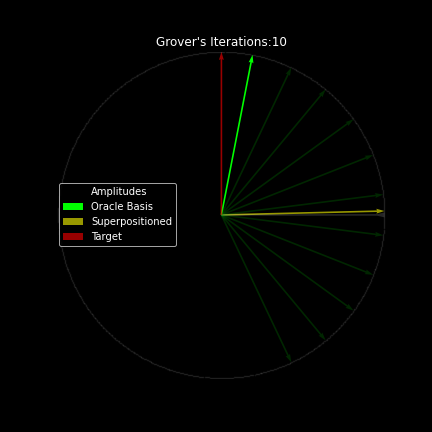 Grover's Iterations:10
Amplitudes
Oracle Basis
Superpositioned
Target